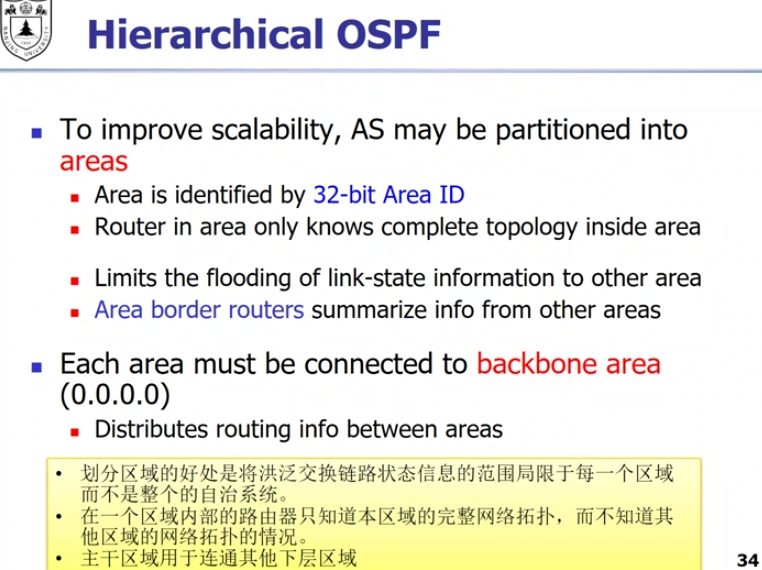 NANJING UNIVERSITY
Hierarchical OSPF
To improve scalability, AS may be partitioned into
areas
Area is identified by 32-bit Area ID
Router in area only knows complete topology inside area
Limits the flooding of link-state information to other area
Area border routers summarize info from other areas
Each area must be connected to backbone area
(0.0.0.0)
Distributes routing info between areas
• 划分区域的好处是将洪泛交换链路状态信息的范围局限于每一个区域
而不是整个的自治系统。
• 在一个区域内部的路由器只知道本区域的完整网络拓扑，而不知道其
他区域的网络拓扑的情况。
• 主干区域用于连通其他下层区域
34